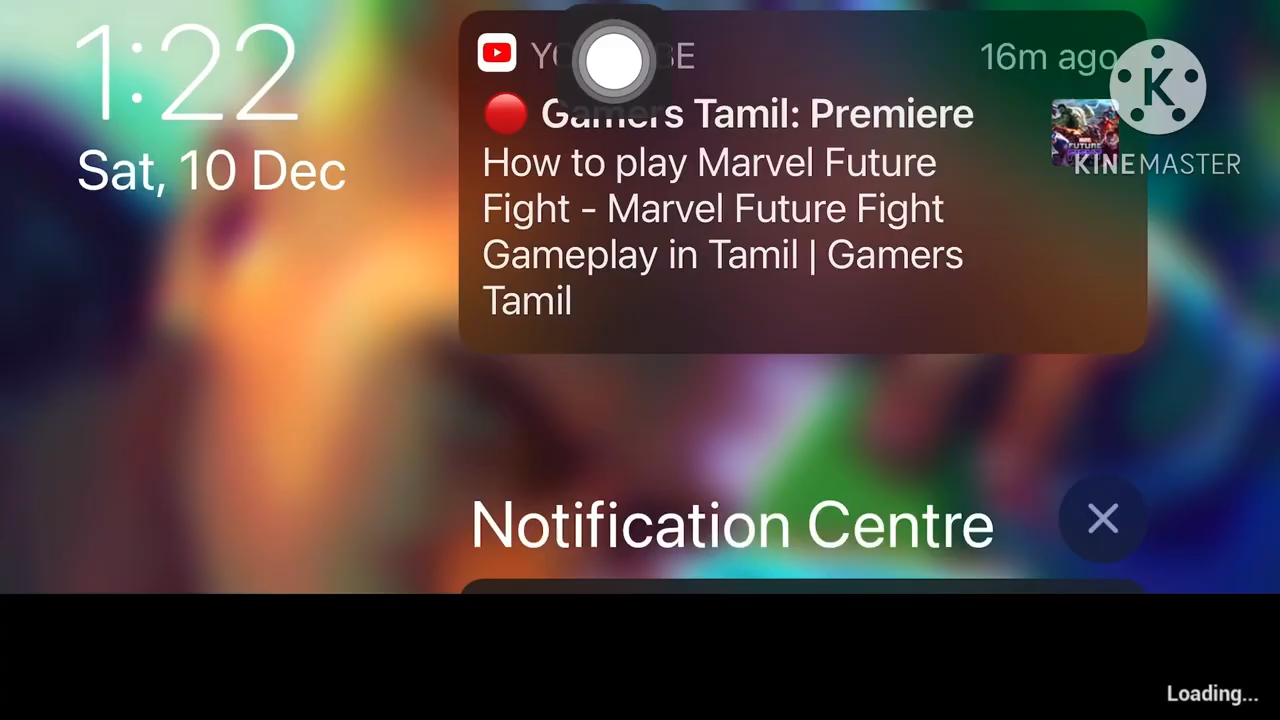 1:22
Sat, 10 Dec
16m ago
Gamers Tamil: Premiere
How to play Marvel Future
Fight - Marvel Future Fight
Gameplay in Tamil | Gamers
Tamil
K
KINEMASTER
Notification Centre
Loading...